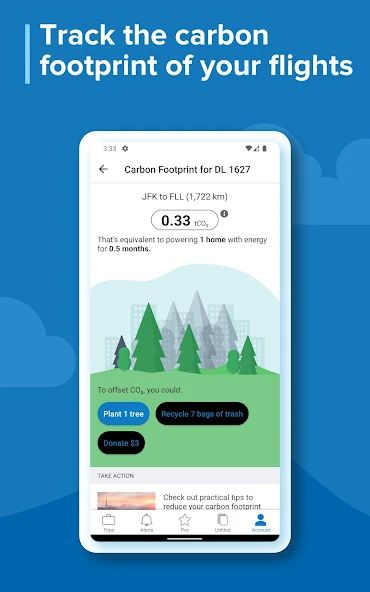 Track the carbon
footprint of your flights
3:33
Carbon Footprint for DL 1627
JFK to FLL (1,722 km)
0.33 tCO₂
That's equivalent to powering 1 home with energy
for 0.5 months.
To offset CO₂, you could:
Plant 1 tree
Recycle 7 bags of trash
Donate $3
TAKE ACTION
Check out practical tips to
reduce your carbon footprint
Trips
Alerts
Pro
Unfiled
Account